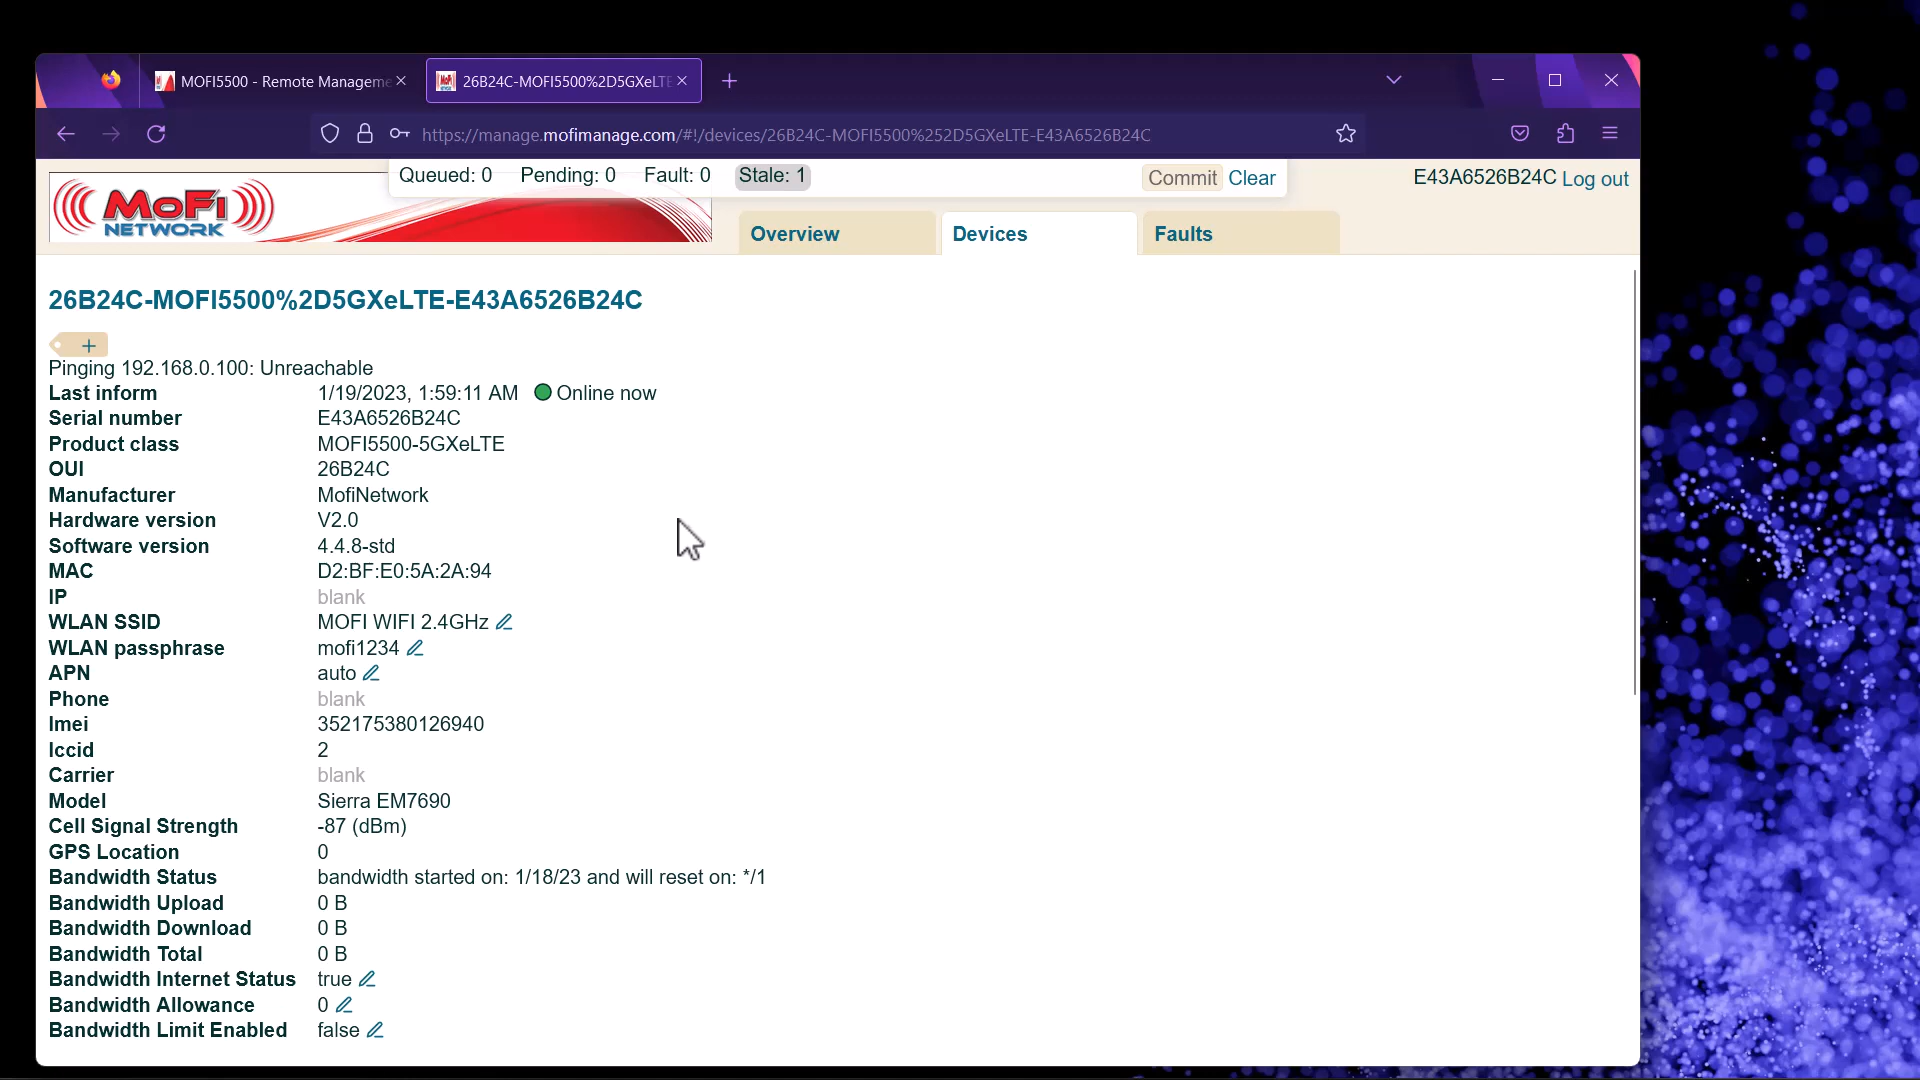 MOFI5500 - Remote Manageme
26B24C-MOFI5500%2D5GXeLTE
https://manage.mofimanage.com/#!/devices/26B24C-MOFI5500%252D5GXeLTE-E43A6526B24C
Queued: 0 Pending: 0 Fault: 0 Stale: 1 Commit Clear
E43A6526B24C Log out
MOFI
NETWORK
Overview Devices Faults
26B24C-MOFI5500%2D5GXeLTE-E43A6526B24C
+
Pinging 192.168.0.100: Unreachable
Last inform 1/19/2023, 1:59:11 AM Online now
Serial number E43A6526B24C
Product class MOFI5500-5GXeLTE
OUI 26B24C
Manufacturer MofiNetwork
Hardware version V2.0
Software version 4.4.8-std
MAC D2:BF:E0:5A:2A:94
IP blank
WLAN SSID MOFI WIFI 2.4GHz
WLAN passphrase mofi1234
APN auto
Phone blank
Imei 352175380126940
Iccid 2
Carrier blank
Model Sierra EM7690
Cell Signal Strength -87 (dBm)
GPS Location 0
Bandwidth Status bandwidth started on: 1/18/23 and will reset on: */1
Bandwidth Upload 0 B
Bandwidth Download 0 B
Bandwidth Total 0 B
Bandwidth Internet Status true
Bandwidth Allowance 0
Bandwidth Limit Enabled false